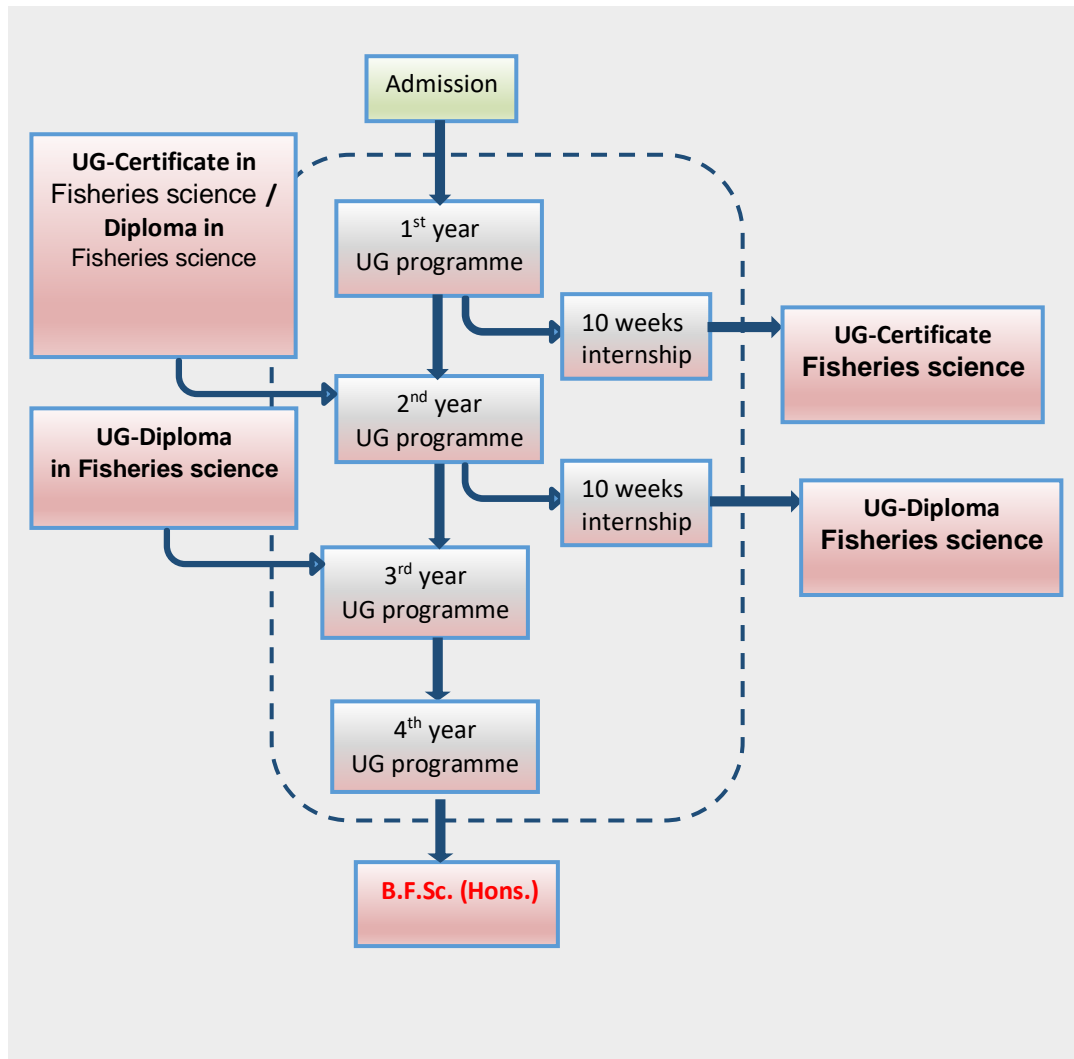 Admission
UG-Certificate in
Fisheries science /
Diploma in
Fisheries science
1st year
UG programme
10 weeks
internship
UG-Certificate
Fisheries science
2nd year
UG programme
UG-Diploma
in Fisheries science
10 weeks
internship
UG-Diploma
Fisheries science
3rd year
UG programme
4th year
UG programme
B.F.Sc. (Hons.)